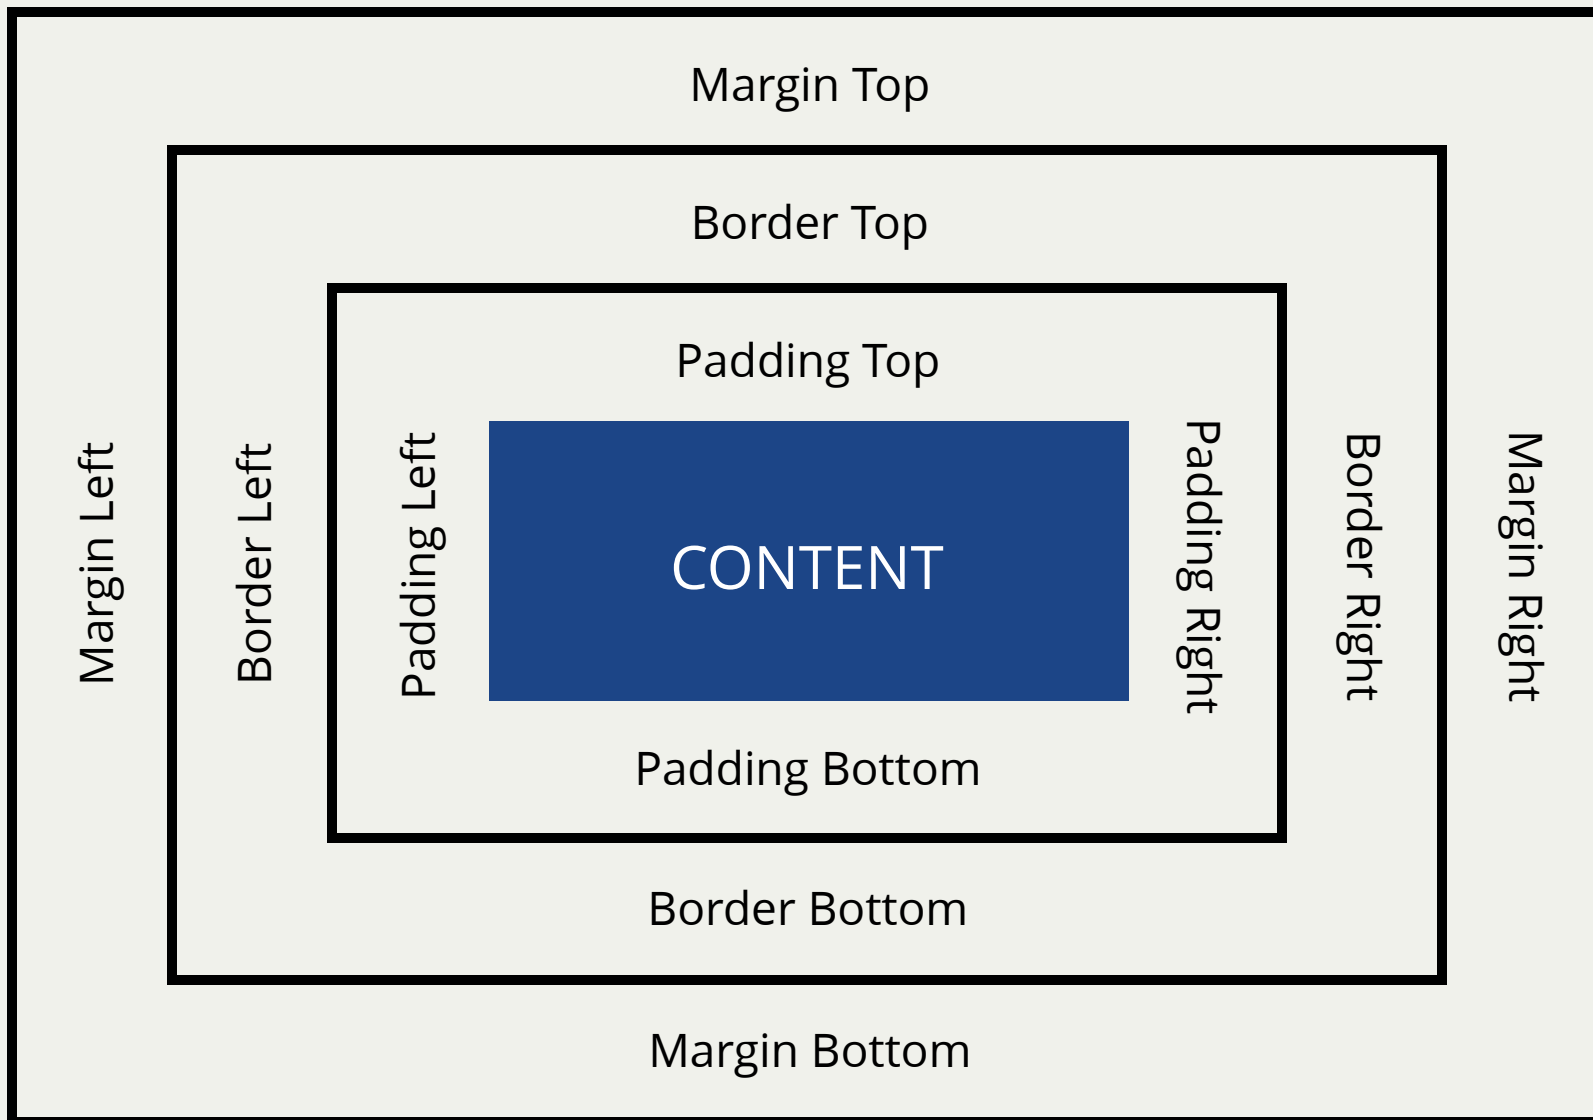 Margin Top
Border Top
Padding Top
Margin Left
Border Left
Padding Left
CONTENT
Padding Right
Border Right
Margin Right
Padding Bottom
Border Bottom
Margin Bottom